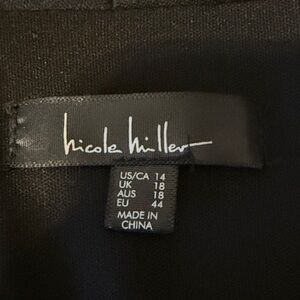 nicole miller
US/CA 14
UK 18
AUS 18
EU 44
MADE IN
CHINA